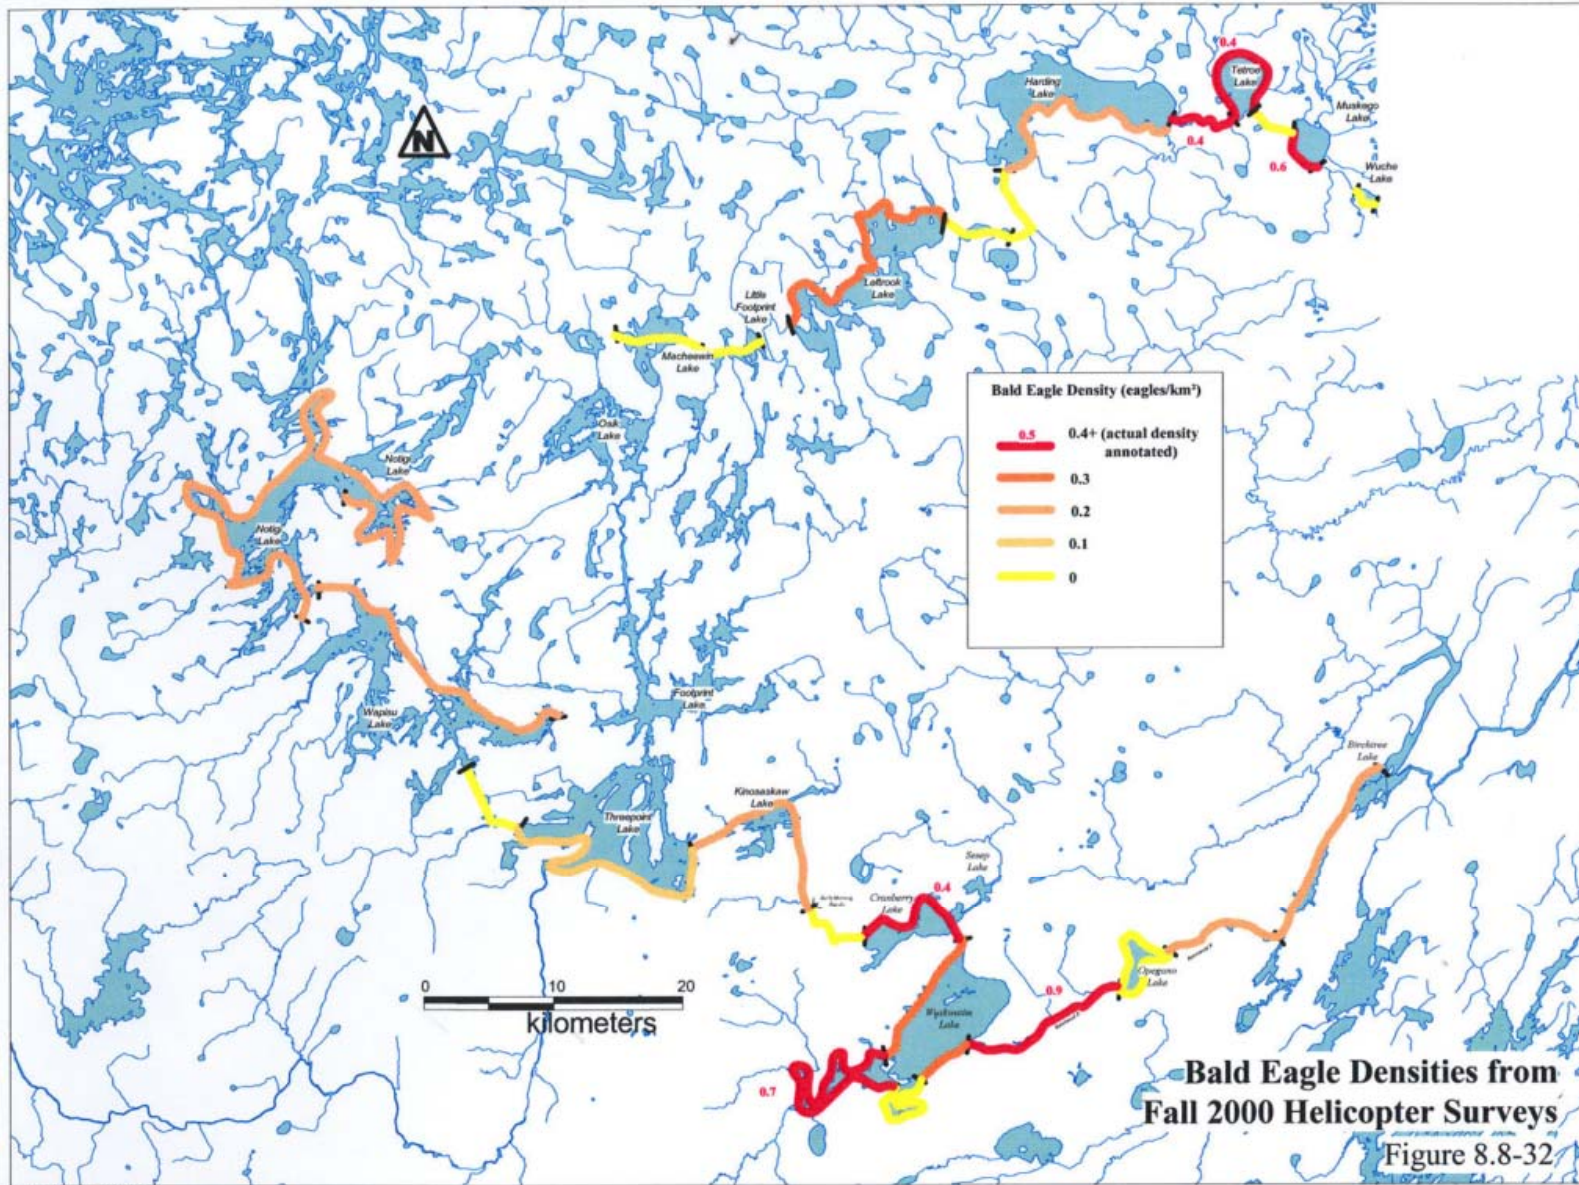 0.4
Tetroe
Lake
Harding
Lake
Muskego
Lake
0.4
0.6
Wuche
Lake
N
Leftrook
Lake
Little
Footprint
Lake
Macheewin
Lake
Osk
Lake
Notigi
Lake
Notigi
Lake
Bald Eagle Density (eagles/km²)
0.5
0.4+ (actual density
annotated)
0.3
0.2
0.1
0
Footprint
Lake
Wapisu
Lake
Birchtree
Lake
Kinosaskaw
Lake
Threepoint
Lake
Sesep
Lake
0.4
Cranberry
Lake
Opegano
Lake
0 10 20
kilometers
0.9
Wuskwatim
Lake
0.7
Bald Eagle Densities from
Fall 2000 Helicopter Surveys
Figure 8.8-32